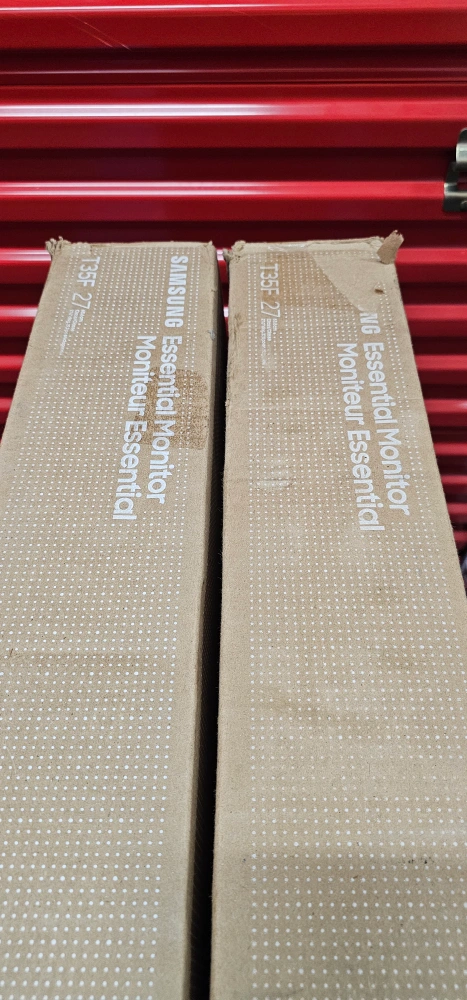 SAMSUNG Essential Monitor
Moniteur Essential
T35F 27
NG Essential Monitor
Moniteur Essential
T35F 27